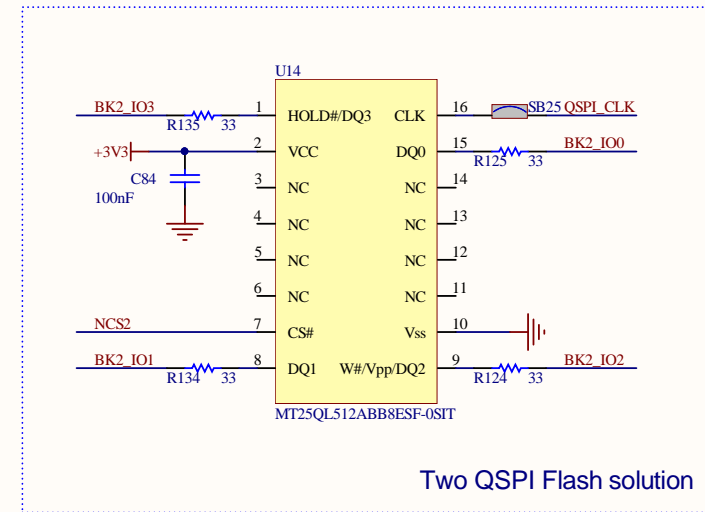 U14
BK2_IO3 R135 33 1 HOLD#/DQ3 CLK 16 SB25 QSPI_CLK
+3V3 2 VCC DQ0 15 R125 33 BK2_IO0
C84 100nF 3 NC NC 14
4 NC NC 13
5 NC NC 12
6 NC NC 11
NCS2 7 CS# Vss 10
BK2_IO1 R134 33 8 DQ1 W#/Vpp/DQ2 9 R124 33 BK2_IO2
MT25QL512ABB8ESF-0SIT
Two QSPI Flash solution